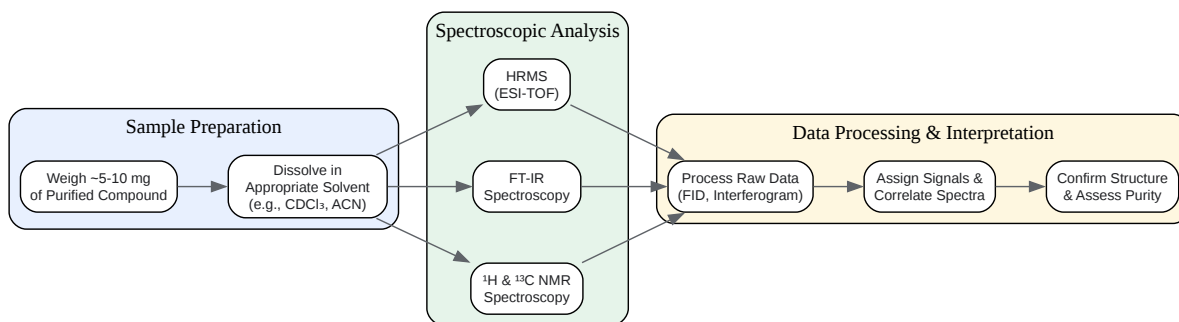 Sample Preparation
Weigh ~5-10 mg
of Purified Compound
Dissolve in
Appropriate Solvent
(e.g., CDCl₃, ACN)
Spectroscopic Analysis
HRMS
(ESI-TOF)
FT-IR
Spectroscopy
¹H & ¹³C NMR
Spectroscopy
Data Processing & Interpretation
Process Raw Data
(FID, Interferogram)
Assign Signals &
Correlate Spectra
Confirm Structure
& Assess Purity